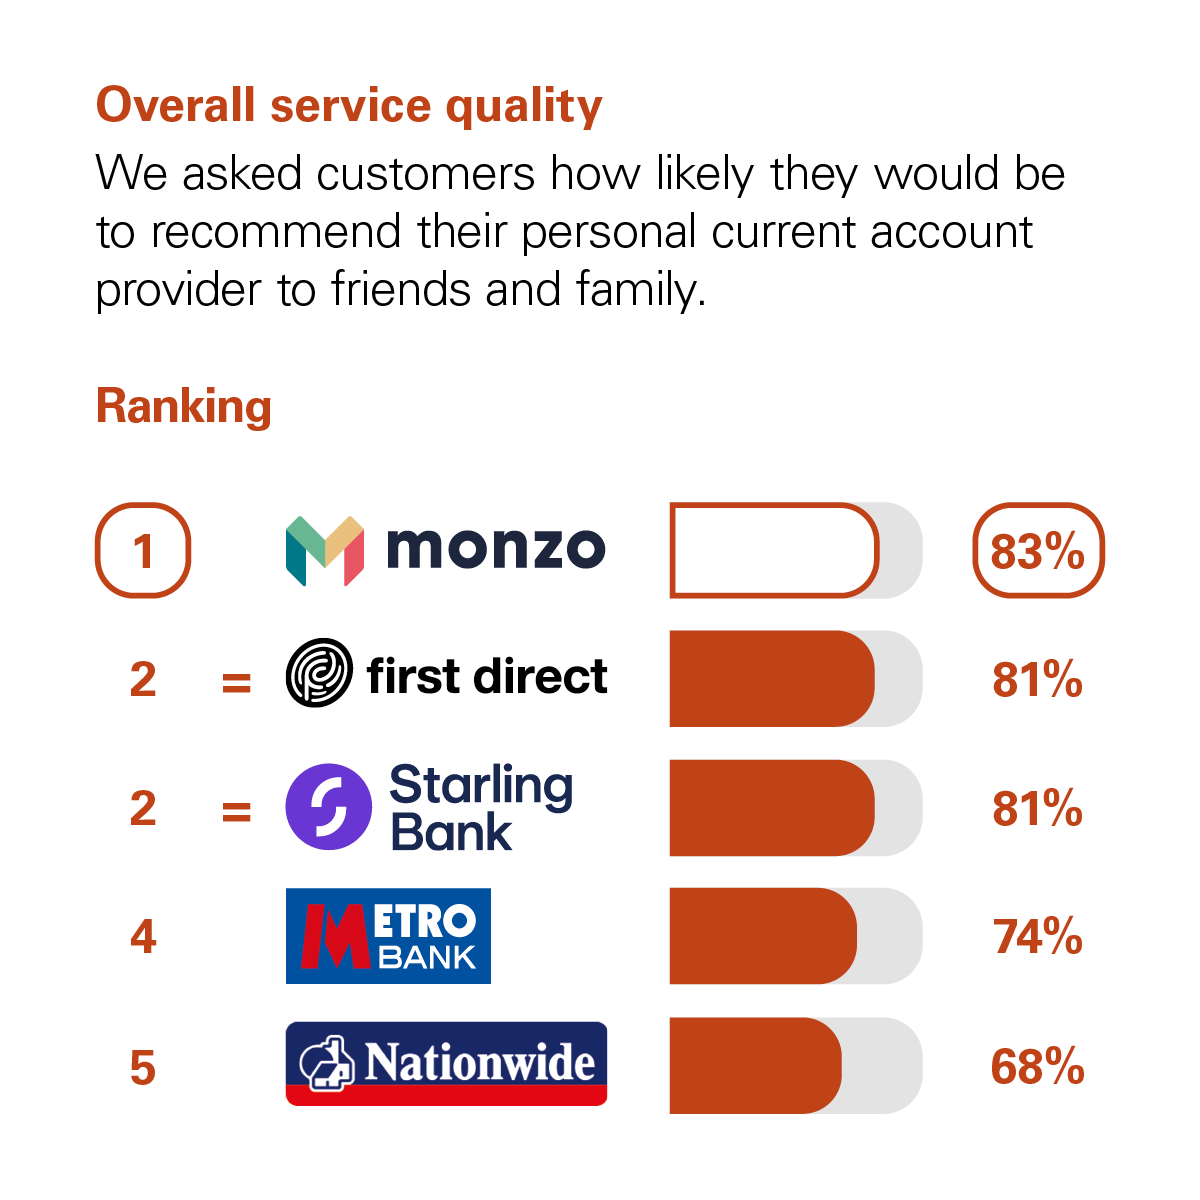 Overall service quality
We asked customers how likely they would be
to recommend their personal current account
provider to friends and family.
Ranking
1 monzo 83%
2 = first direct 81%
2 = Starling Bank 81%
4 METRO BANK 74%
5 Nationwide 68%